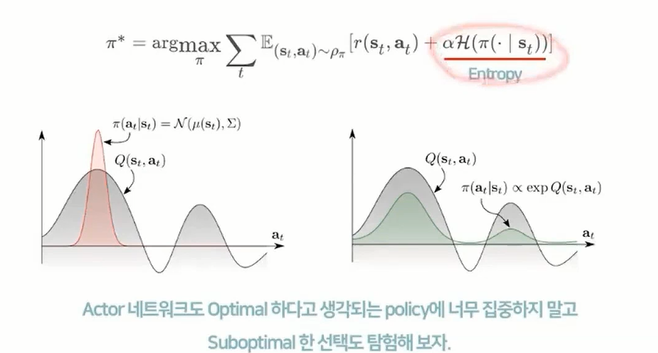 π* = argmax_π ∑_t 𝔼_(s_t,a_t)∼ρ_π [r(s_t, a_t) + αℋ(π(· | s_t))]
Entropy
π(a_t|s_t) = 𝒩(μ(s_t), Σ)
Q(s_t, a_t)
a_t
Q(s_t, a_t)
π(a_t|s_t) ∝ exp Q(s_t, a_t)
a_t
Actor 네트워크도 Optimal 하다고 생각되는 policy에 너무 집중하지 말고
Suboptimal 한 선택도 탐험해 보자.